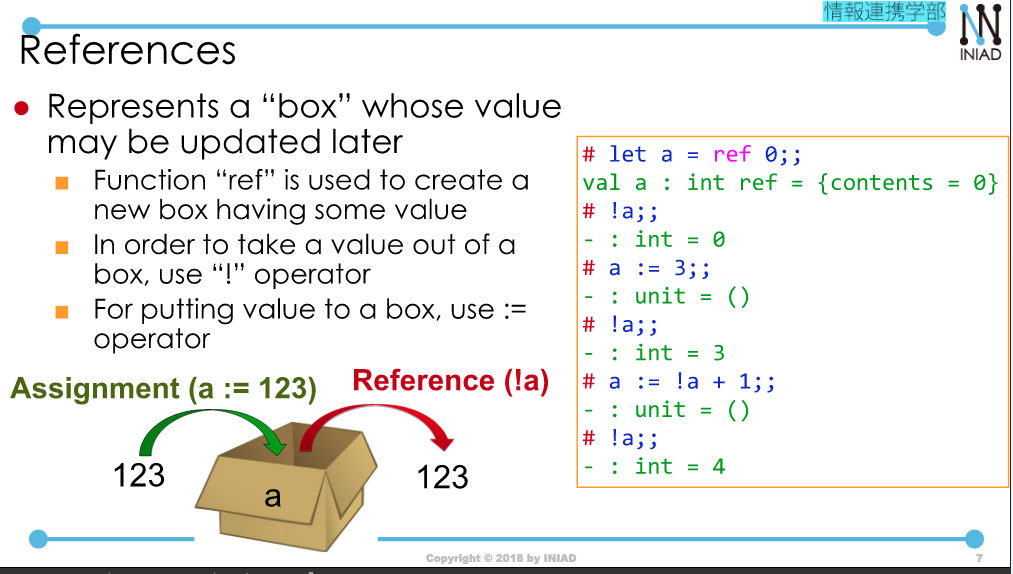 情報連携学部
INIAD
References
● Represents a “box” whose value
may be updated later
■ Function “ref” is used to create a
new box having some value
■ In order to take a value out of a
box, use “!” operator
■ For putting value to a box, use :=
operator
# let a = ref 0;;
val a : int ref = {contents = 0}
# !a;;
- : int = 0
# a := 3;;
- : unit = ()
# !a;;
- : int = 3
# a := !a + 1;;
- : unit = ()
# !a;;
- : int = 4
Assignment (a := 123)
Reference (!a)
123
a
123
Copyright © 2018 by INIAD
7